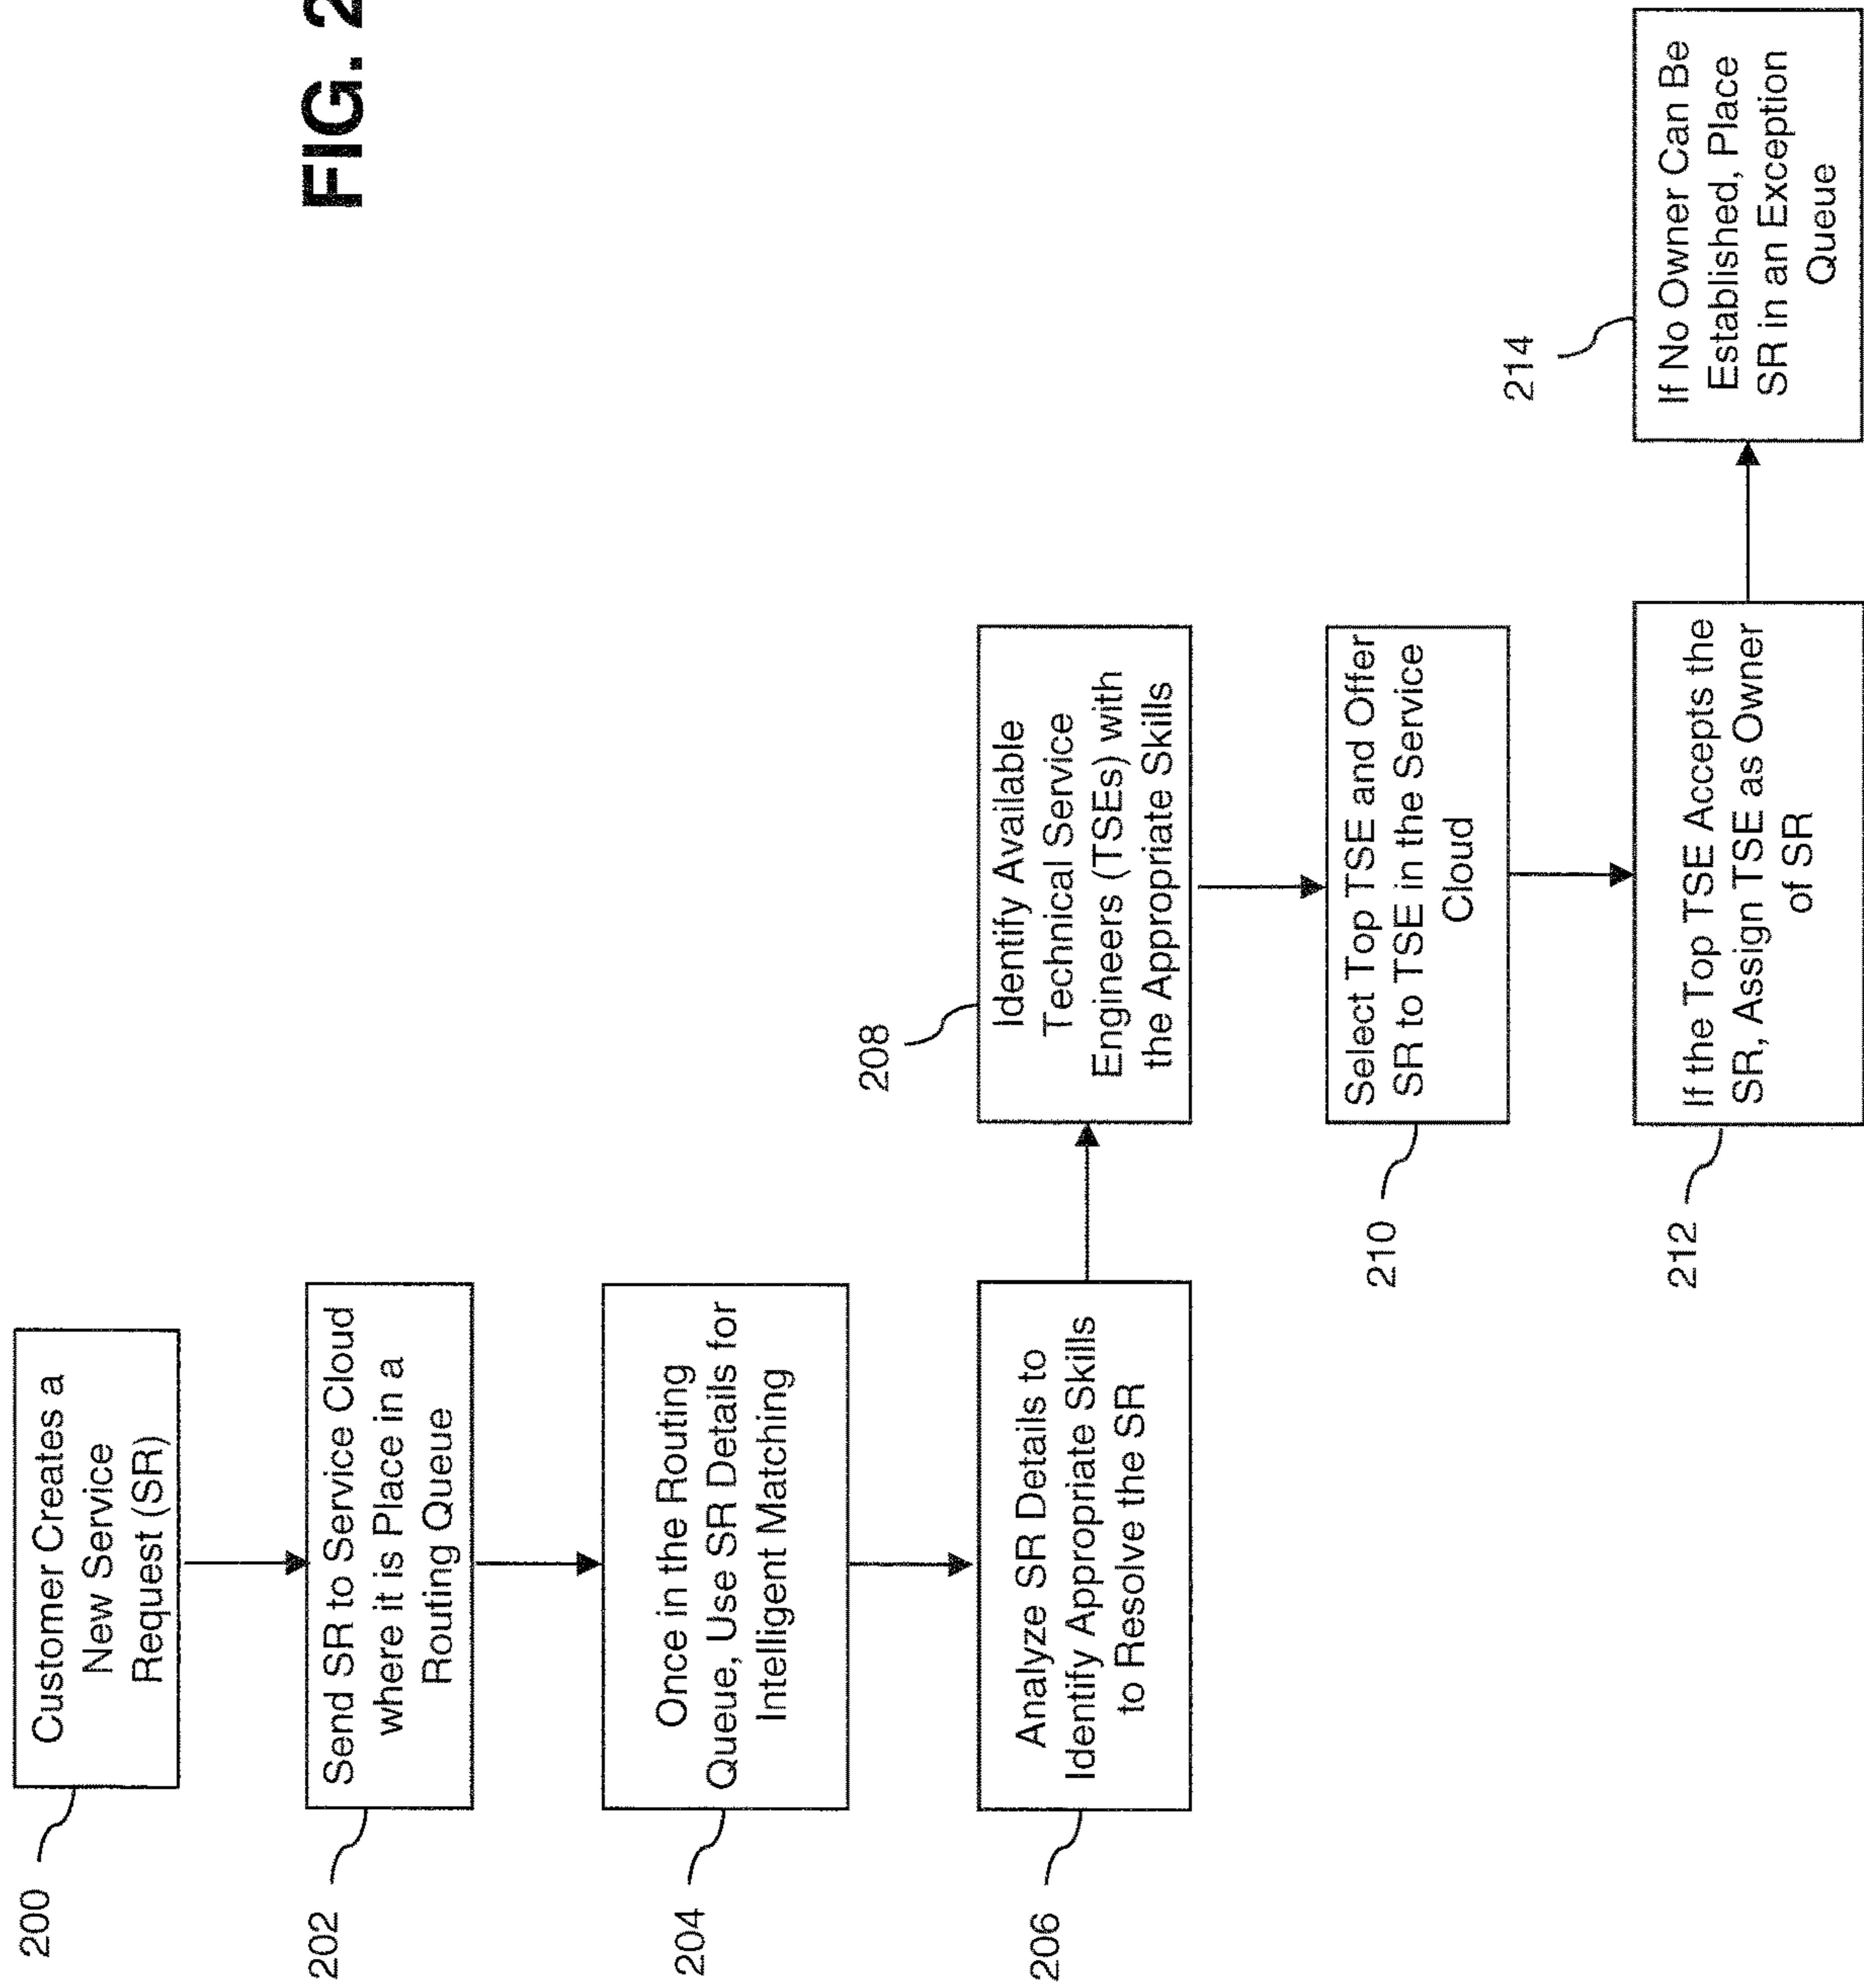 FIG. 2
200
Customer Creates a
New Service
Request (SR)
202
Send SR to Service Cloud
where it is Place in a
Routing Queue
204
Once in the Routing
Queue, Use SR Details for
Intelligent Matching
206
Analyze SR Details to
Identify Appropriate Skills
to Resolve the SR
208
Identify Available
Technical Service
Engineers (TSEs) with
the Appropriate Skills
210
Select Top TSE and Offer
SR to TSE in the Service
Cloud
212
If the Top TSE Accepts the
SR, Assign TSE as Owner
of SR
214
If No Owner Can Be
Established, Place
SR in an Exception
Queue